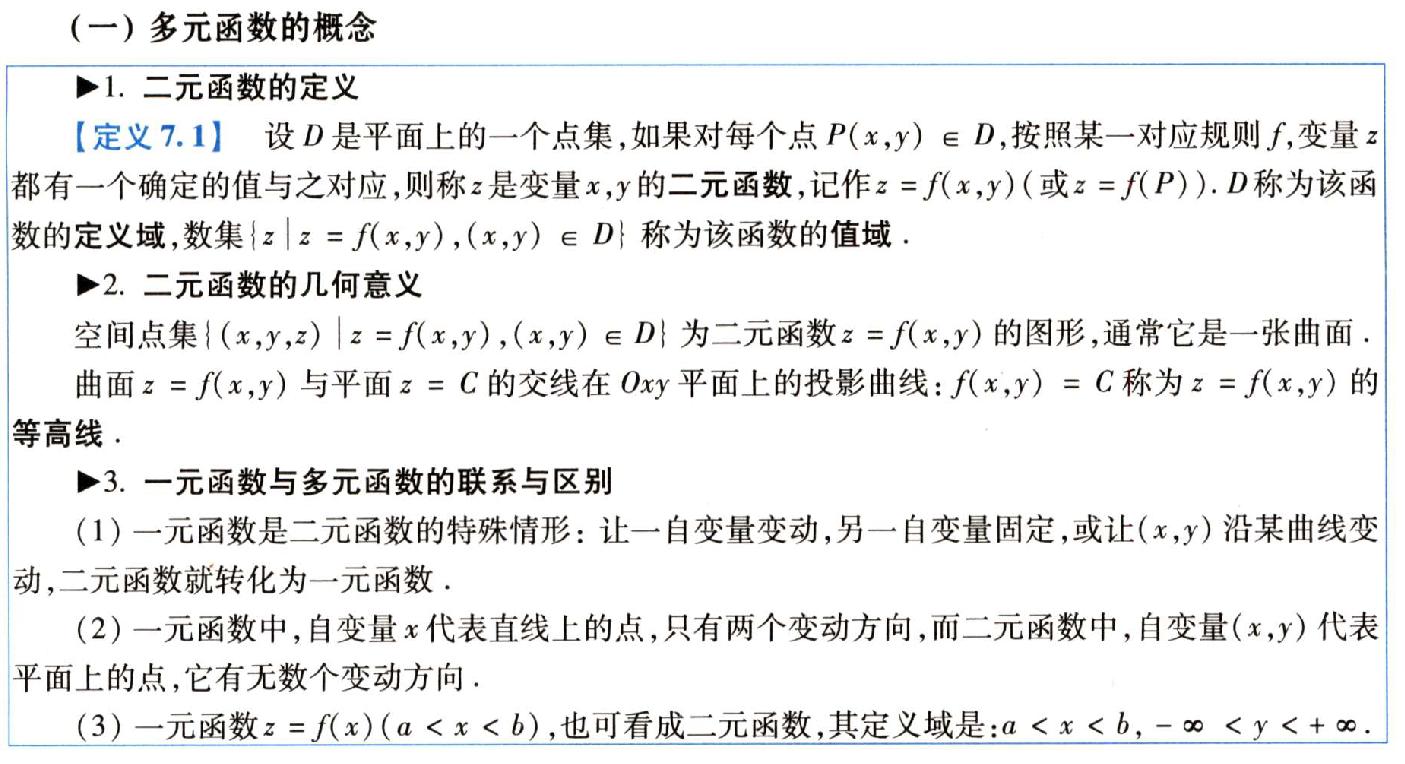 (一) 多元函数的概念
▶1. 二元函数的定义
【定义7.1】 设 D 是平面上的一个点集,如果对每个点 P(x,y) ∈ D,按照某一对应规则 f,变量 z
都有一个确定的值与之对应,则称 z 是变量 x,y 的二元函数,记作 z = f(x,y)(或 z = f(P)). D 称为该函
数的定义域,数集{z|z = f(x,y),(x,y) ∈ D} 称为该函数的值域.
▶2. 二元函数的几何意义
空间点集{(x,y,z)|z = f(x,y),(x,y) ∈ D} 为二元函数 z = f(x,y) 的图形,通常它是一张曲面.
曲面 z = f(x,y) 与平面 z = C 的交线在 Oxy 平面上的投影曲线:f(x,y) = C 称为 z = f(x,y) 的
等高线.
▶3. 一元函数与多元函数的联系与区别
(1) 一元函数是二元函数的特殊情形: 让一自变量变动,另一自变量固定,或让(x,y) 沿某曲线变
动,二元函数就转化为一元函数.
(2) 一元函数中,自变量 x 代表直线上的点,只有两个变动方向,而二元函数中,自变量(x,y) 代表
平面上的点,它有无数个变动方向.
(3) 一元函数 z = f(x)(a < x < b),也可看成二元函数,其定义域是:a < x < b, - ∞ < y < + ∞.